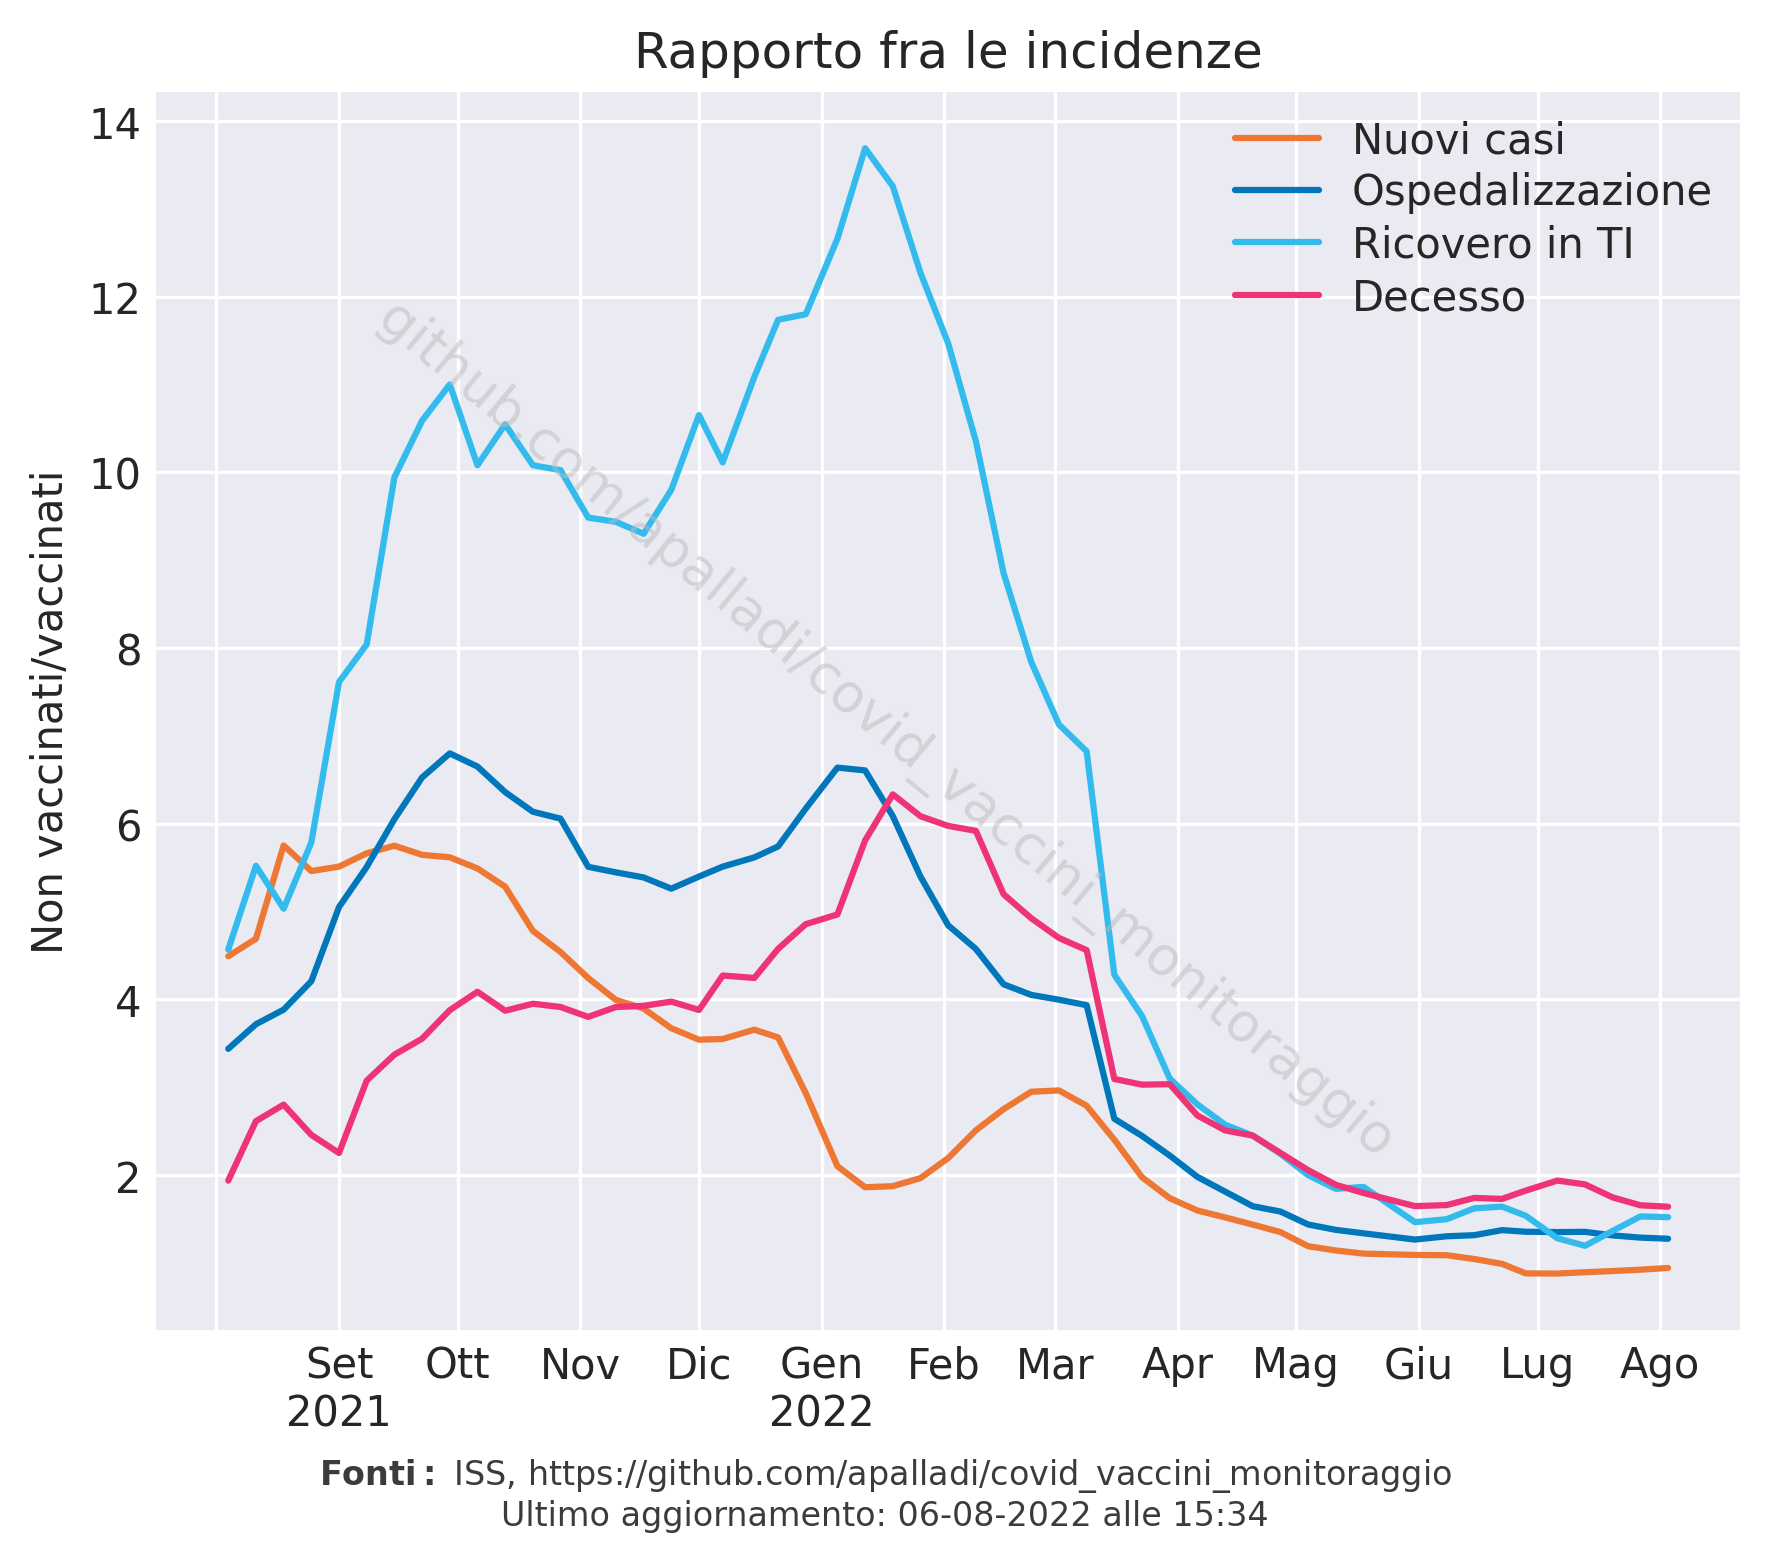 Rapporto fra le incidenze
Non vaccinati/vaccinati
14
12
10
8
6
4
2
Nuovi casi
Ospedalizzazione
Ricovero in TI
Decesso
github.com/apalladi/covid_vaccini_monitoraggio
Set Ott Nov Dic Gen Feb Mar Apr Mag Giu Lug Ago
2021 2022
Fonti: ISS, https://github.com/apalladi/covid_vaccini_monitoraggio
Ultimo aggiornamento: 06-08-2022 alle 15:34